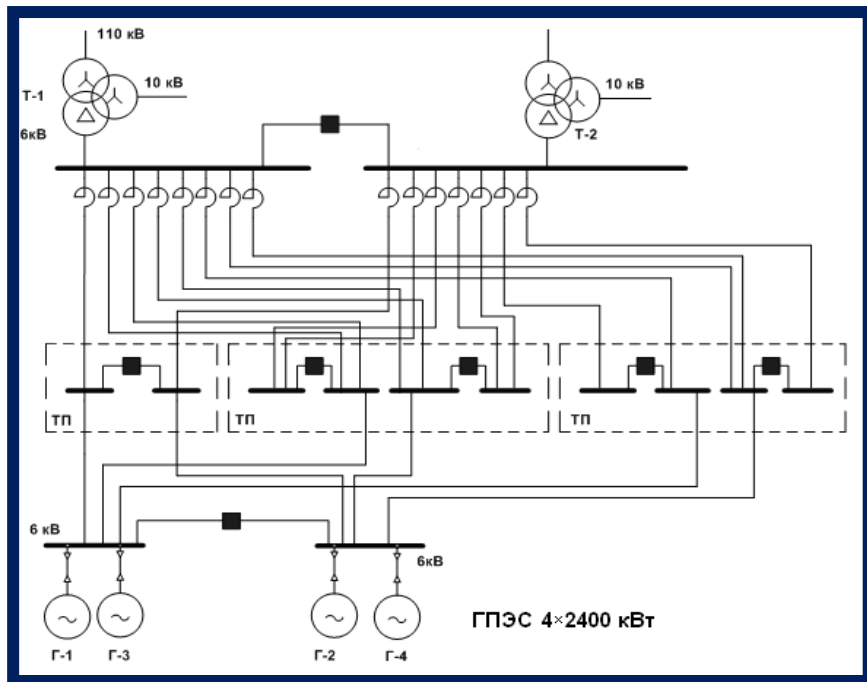 110 кВ
10 кВ
10 кВ
Т-1
6кВ
Т-2
ТП
ТП
ТП
6 кВ
6кВ
ГПЭС 4×2400 кВт
Г-1
Г-3
Г-2
Г-4